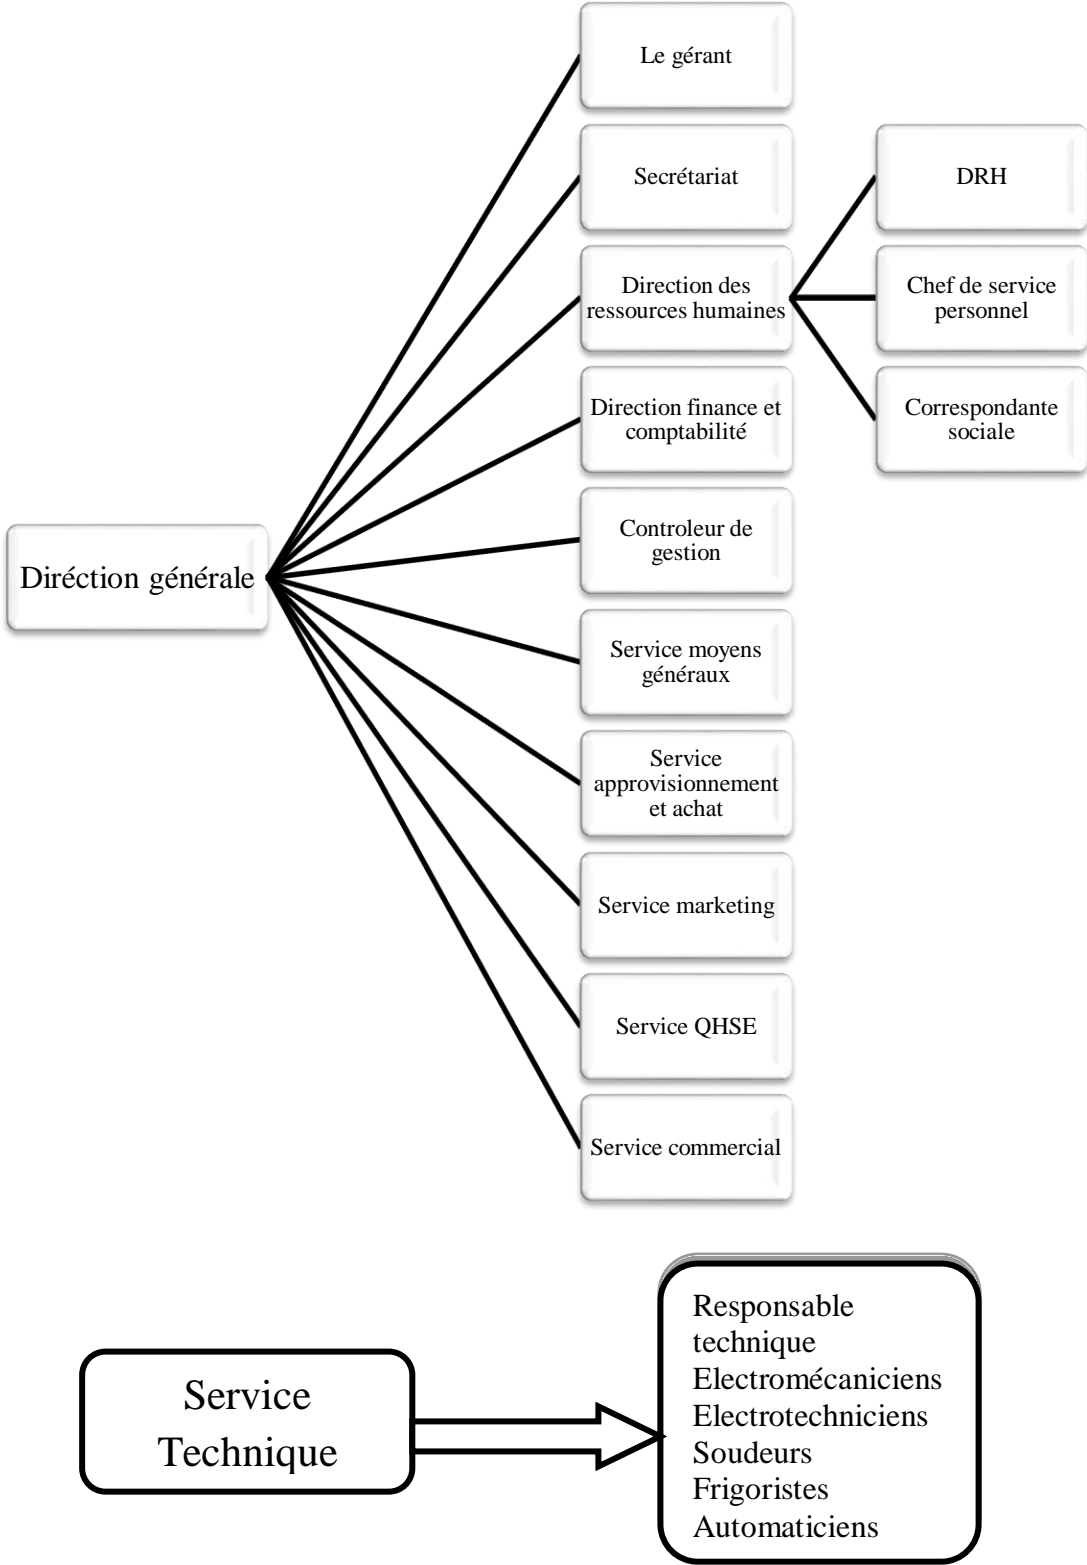 Le gérant
Secrétariat
DRH
Direction des
ressources humaines
Chef de service
personnel
Direction finance et
comptabilité
Correspondante
sociale
Controleur de
gestion
Diréction générale
Service moyens
généraux
Service
approvisionnement
et achat
Service marketing
Service QHSE
Service commercial
Service
Technique
Responsable
technique
Electromécaniciens
Electrotechniciens
Soudeurs
Frigoristes
Automaticiens